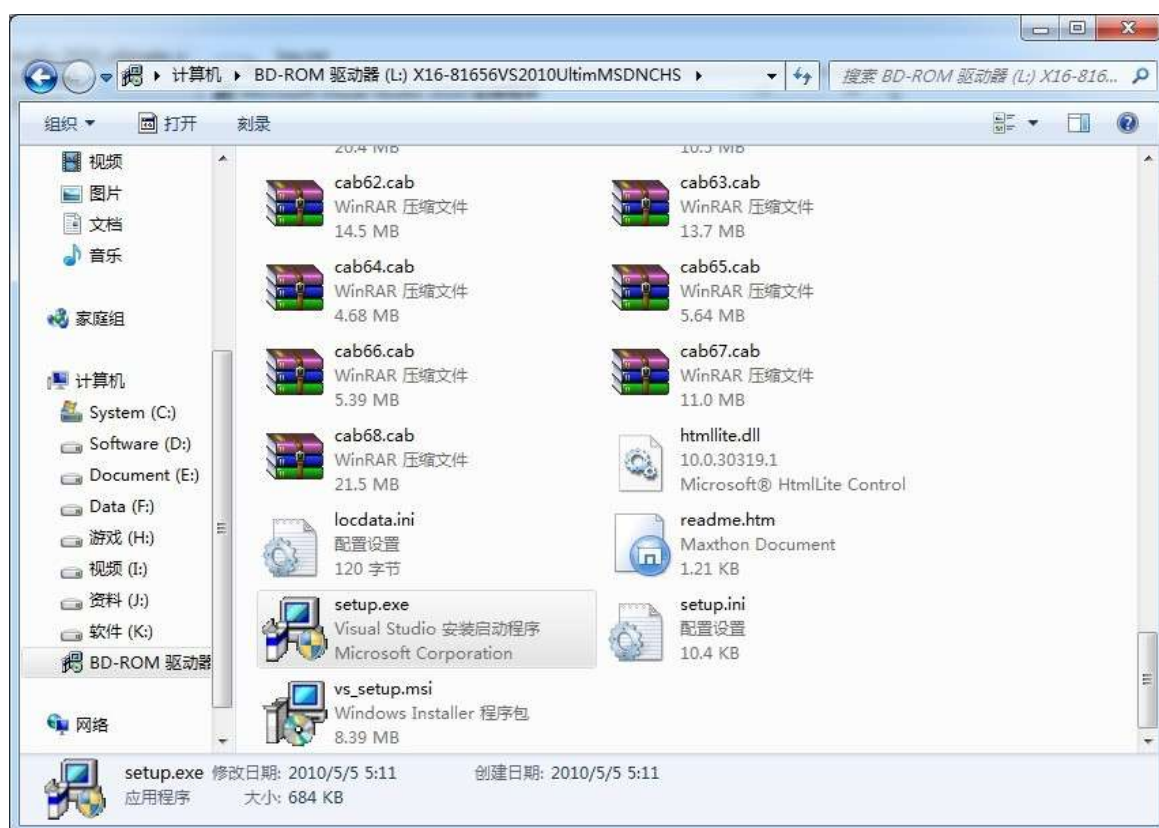 计算机 ▸ BD-ROM 驱动器 (L:) X16-81656VS2010UltimMSDNCHS ▸
搜索 BD-ROM 驱动器 (L:) X16-816...
组织 打开 刻录
视频
图片
文档
音乐
家庭组
计算机
System (C:)
Software (D:)
Document (E:)
Data (F:)
游戏 (H:)
视频 (I:)
资料 (J:)
软件 (K:)
BD-ROM 驱动器
网络
20.4 MB
10.5 MB
cab62.cab
WinRAR 压缩文件
14.5 MB
cab63.cab
WinRAR 压缩文件
13.7 MB
cab64.cab
WinRAR 压缩文件
4.68 MB
cab65.cab
WinRAR 压缩文件
5.64 MB
cab66.cab
WinRAR 压缩文件
5.39 MB
cab67.cab
WinRAR 压缩文件
11.0 MB
cab68.cab
WinRAR 压缩文件
21.5 MB
htmllite.dll
10.0.30319.1
Microsoft® HtmlLite Control
locdata.ini
配置设置
120 字节
readme.htm
Maxthon Document
1.21 KB
setup.exe
Visual Studio 安装启动程序
Microsoft Corporation
setup.ini
配置设置
10.4 KB
vs_setup.msi
Windows Installer 程序包
8.39 MB
setup.exe 修改日期: 2010/5/5 5:11 创建日期: 2010/5/5 5:11
应用程序 大小: 684 KB